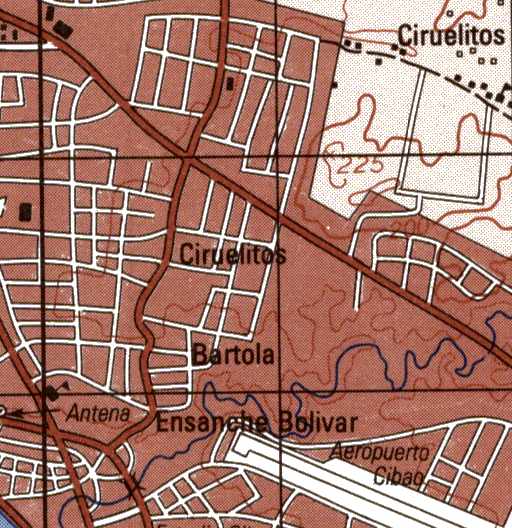 Ciruelitos
225
200
Ciruelitos
Bartola
Antena
Ensanche Bolivar
Aeropuerto
Cibao